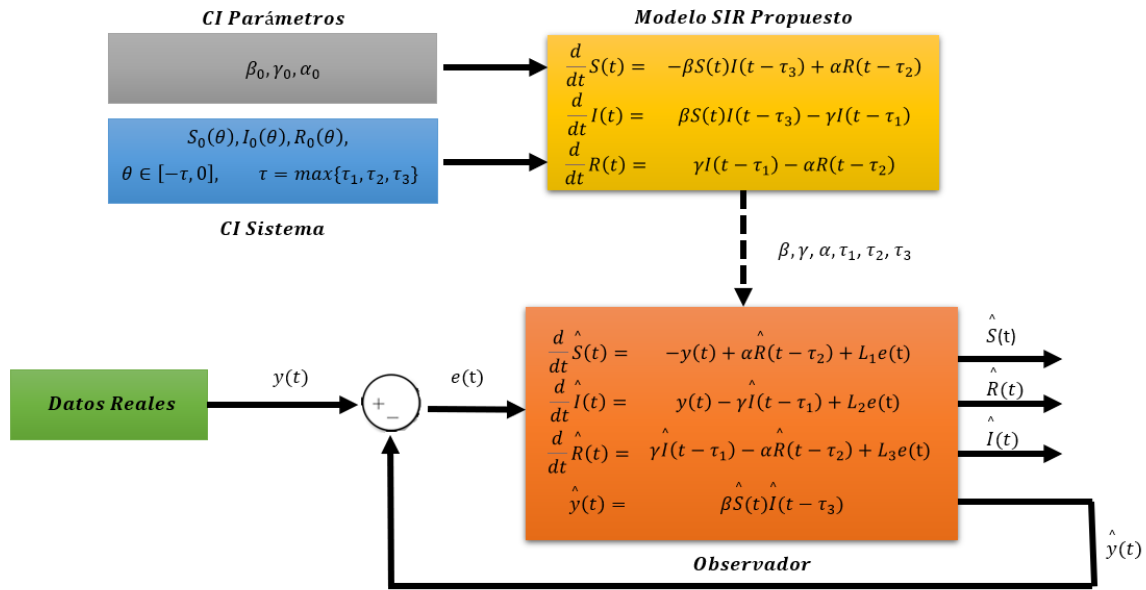 CI Parámetros
β₀, γ₀, α₀
S₀(θ), I₀(θ), R₀(θ),
θ ∈ [−τ, 0], τ = max{τ₁, τ₂, τ₃}
CI Sistema
Modelo SIR Propuesto
d/dt S(t) = −βS(t)I(t − τ₃) + αR(t − τ₂)
d/dt I(t) = βS(t)I(t − τ₃) − γI(t − τ₁)
d/dt R(t) = γI(t − τ₁) − αR(t − τ₂)
β, γ, α, τ₁, τ₂, τ₃
Datos Reales
y(t)
+
−
e(t)
d/dt Ŝ(t) = −y(t) + αR̂(t − τ₂) + L₁e(t)
d/dt Î(t) = y(t) − γÎ(t − τ₁) + L₂e(t)
d/dt R̂(t) = γÎ(t − τ₁) − αR̂(t − τ₂) + L₃e(t)
ŷ(t) = βŜ(t)Î(t − τ₃)
Observador
Ŝ(t)
R̂(t)
Î(t)
ŷ(t)